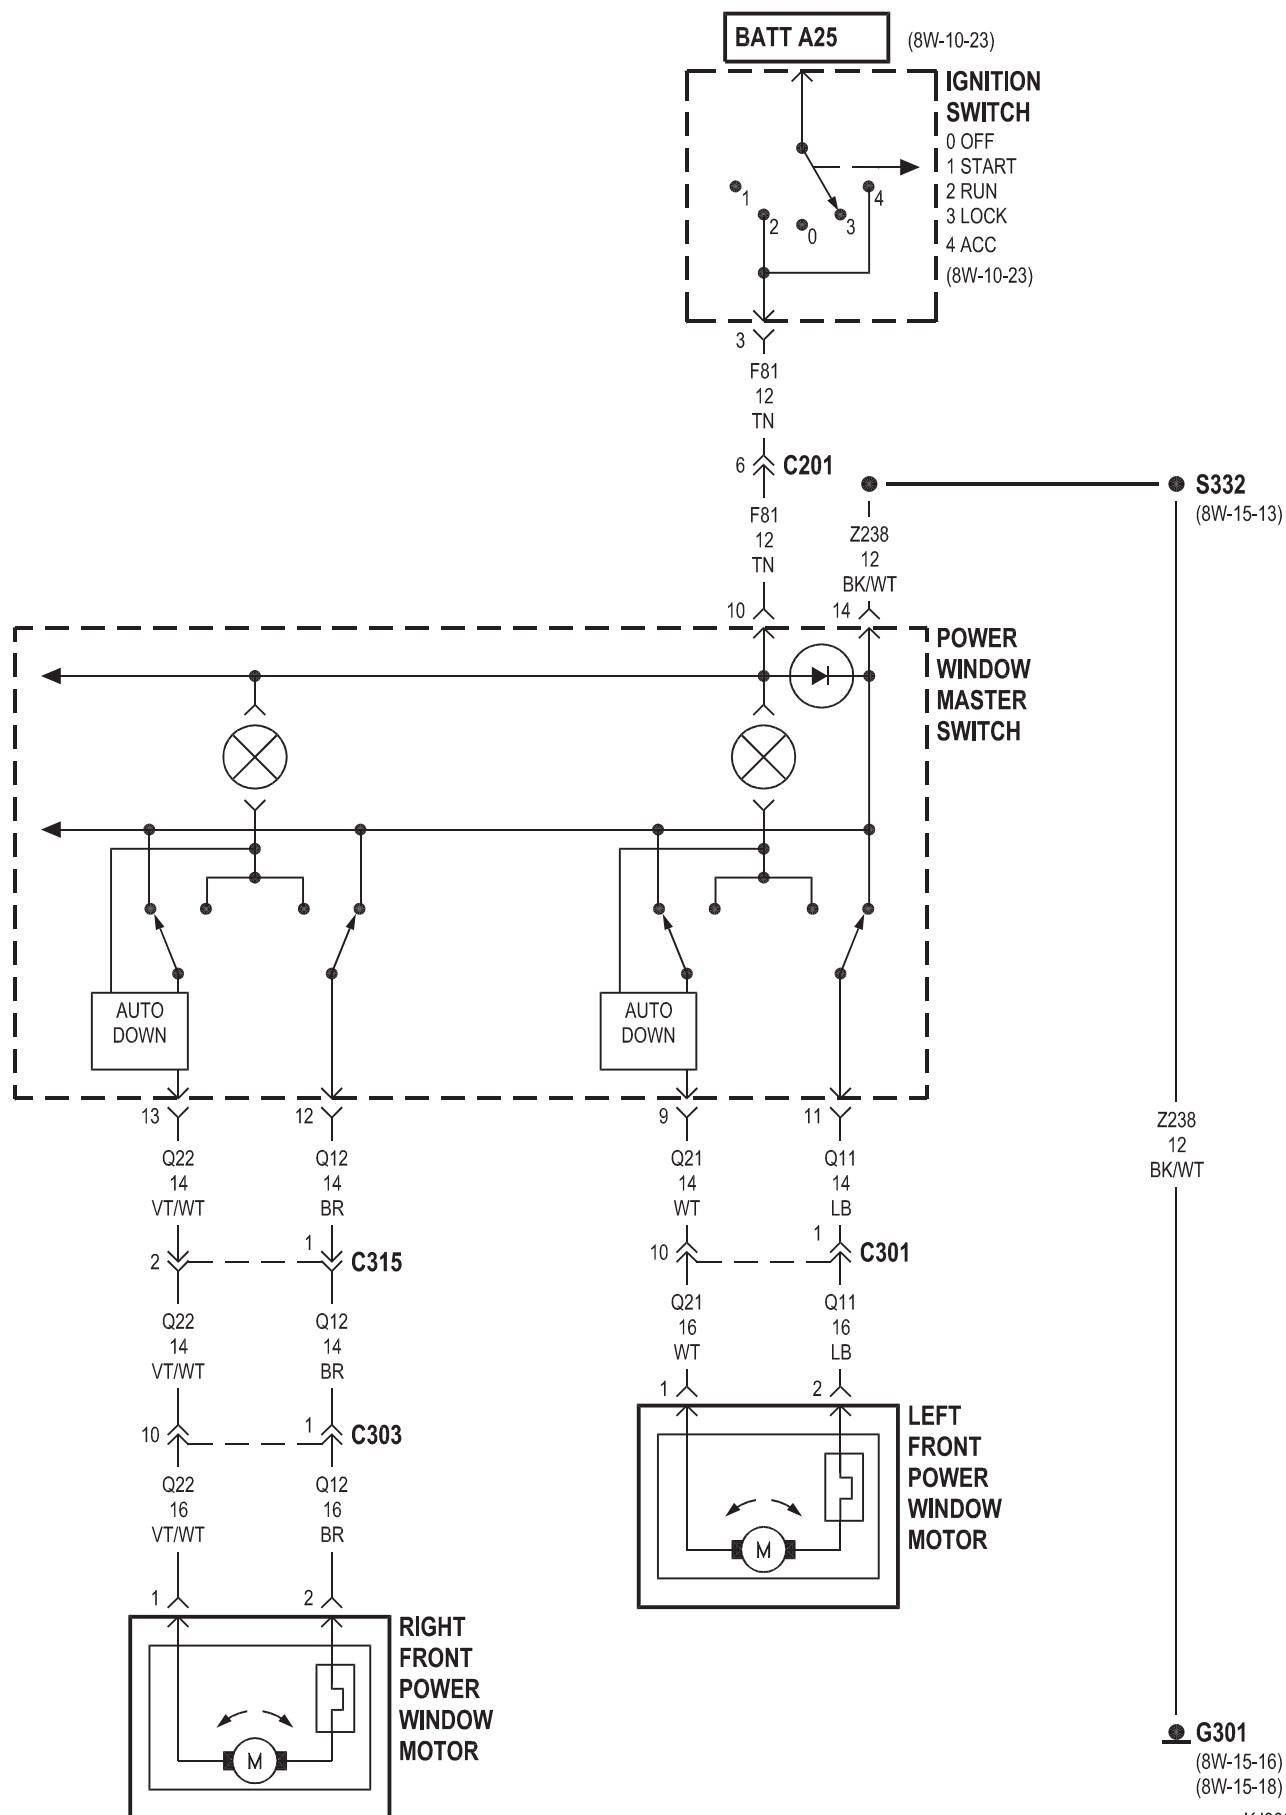 BATT A25
(8W-10-23)
IGNITION
SWITCH
0 OFF
1 START
2 RUN
3 LOCK
4 ACC
(8W-10-23)
1
2
0
3
4
3
F81
12
TN
6
C201
F81
12
TN
S332
(8W-15-13)
Z238
12
BK/WT
10
14
POWER
WINDOW
MASTER
SWITCH
AUTO
DOWN
AUTO
DOWN
13
12
9
11
Q22
14
VT/WT
Q12
14
BR
Q21
14
WT
Q11
14
LB
Z238
12
BK/WT
2
1
C315
10
1
C301
Q22
14
VT/WT
Q12
14
BR
Q21
16
WT
Q11
16
LB
10
1
C303
1
2
LEFT
FRONT
POWER
WINDOW
MOTOR
M
Q22
16
VT/WT
Q12
16
BR
1
2
RIGHT
FRONT
POWER
WINDOW
MOTOR
M
G301
(8W-15-16)
(8W-15-18)